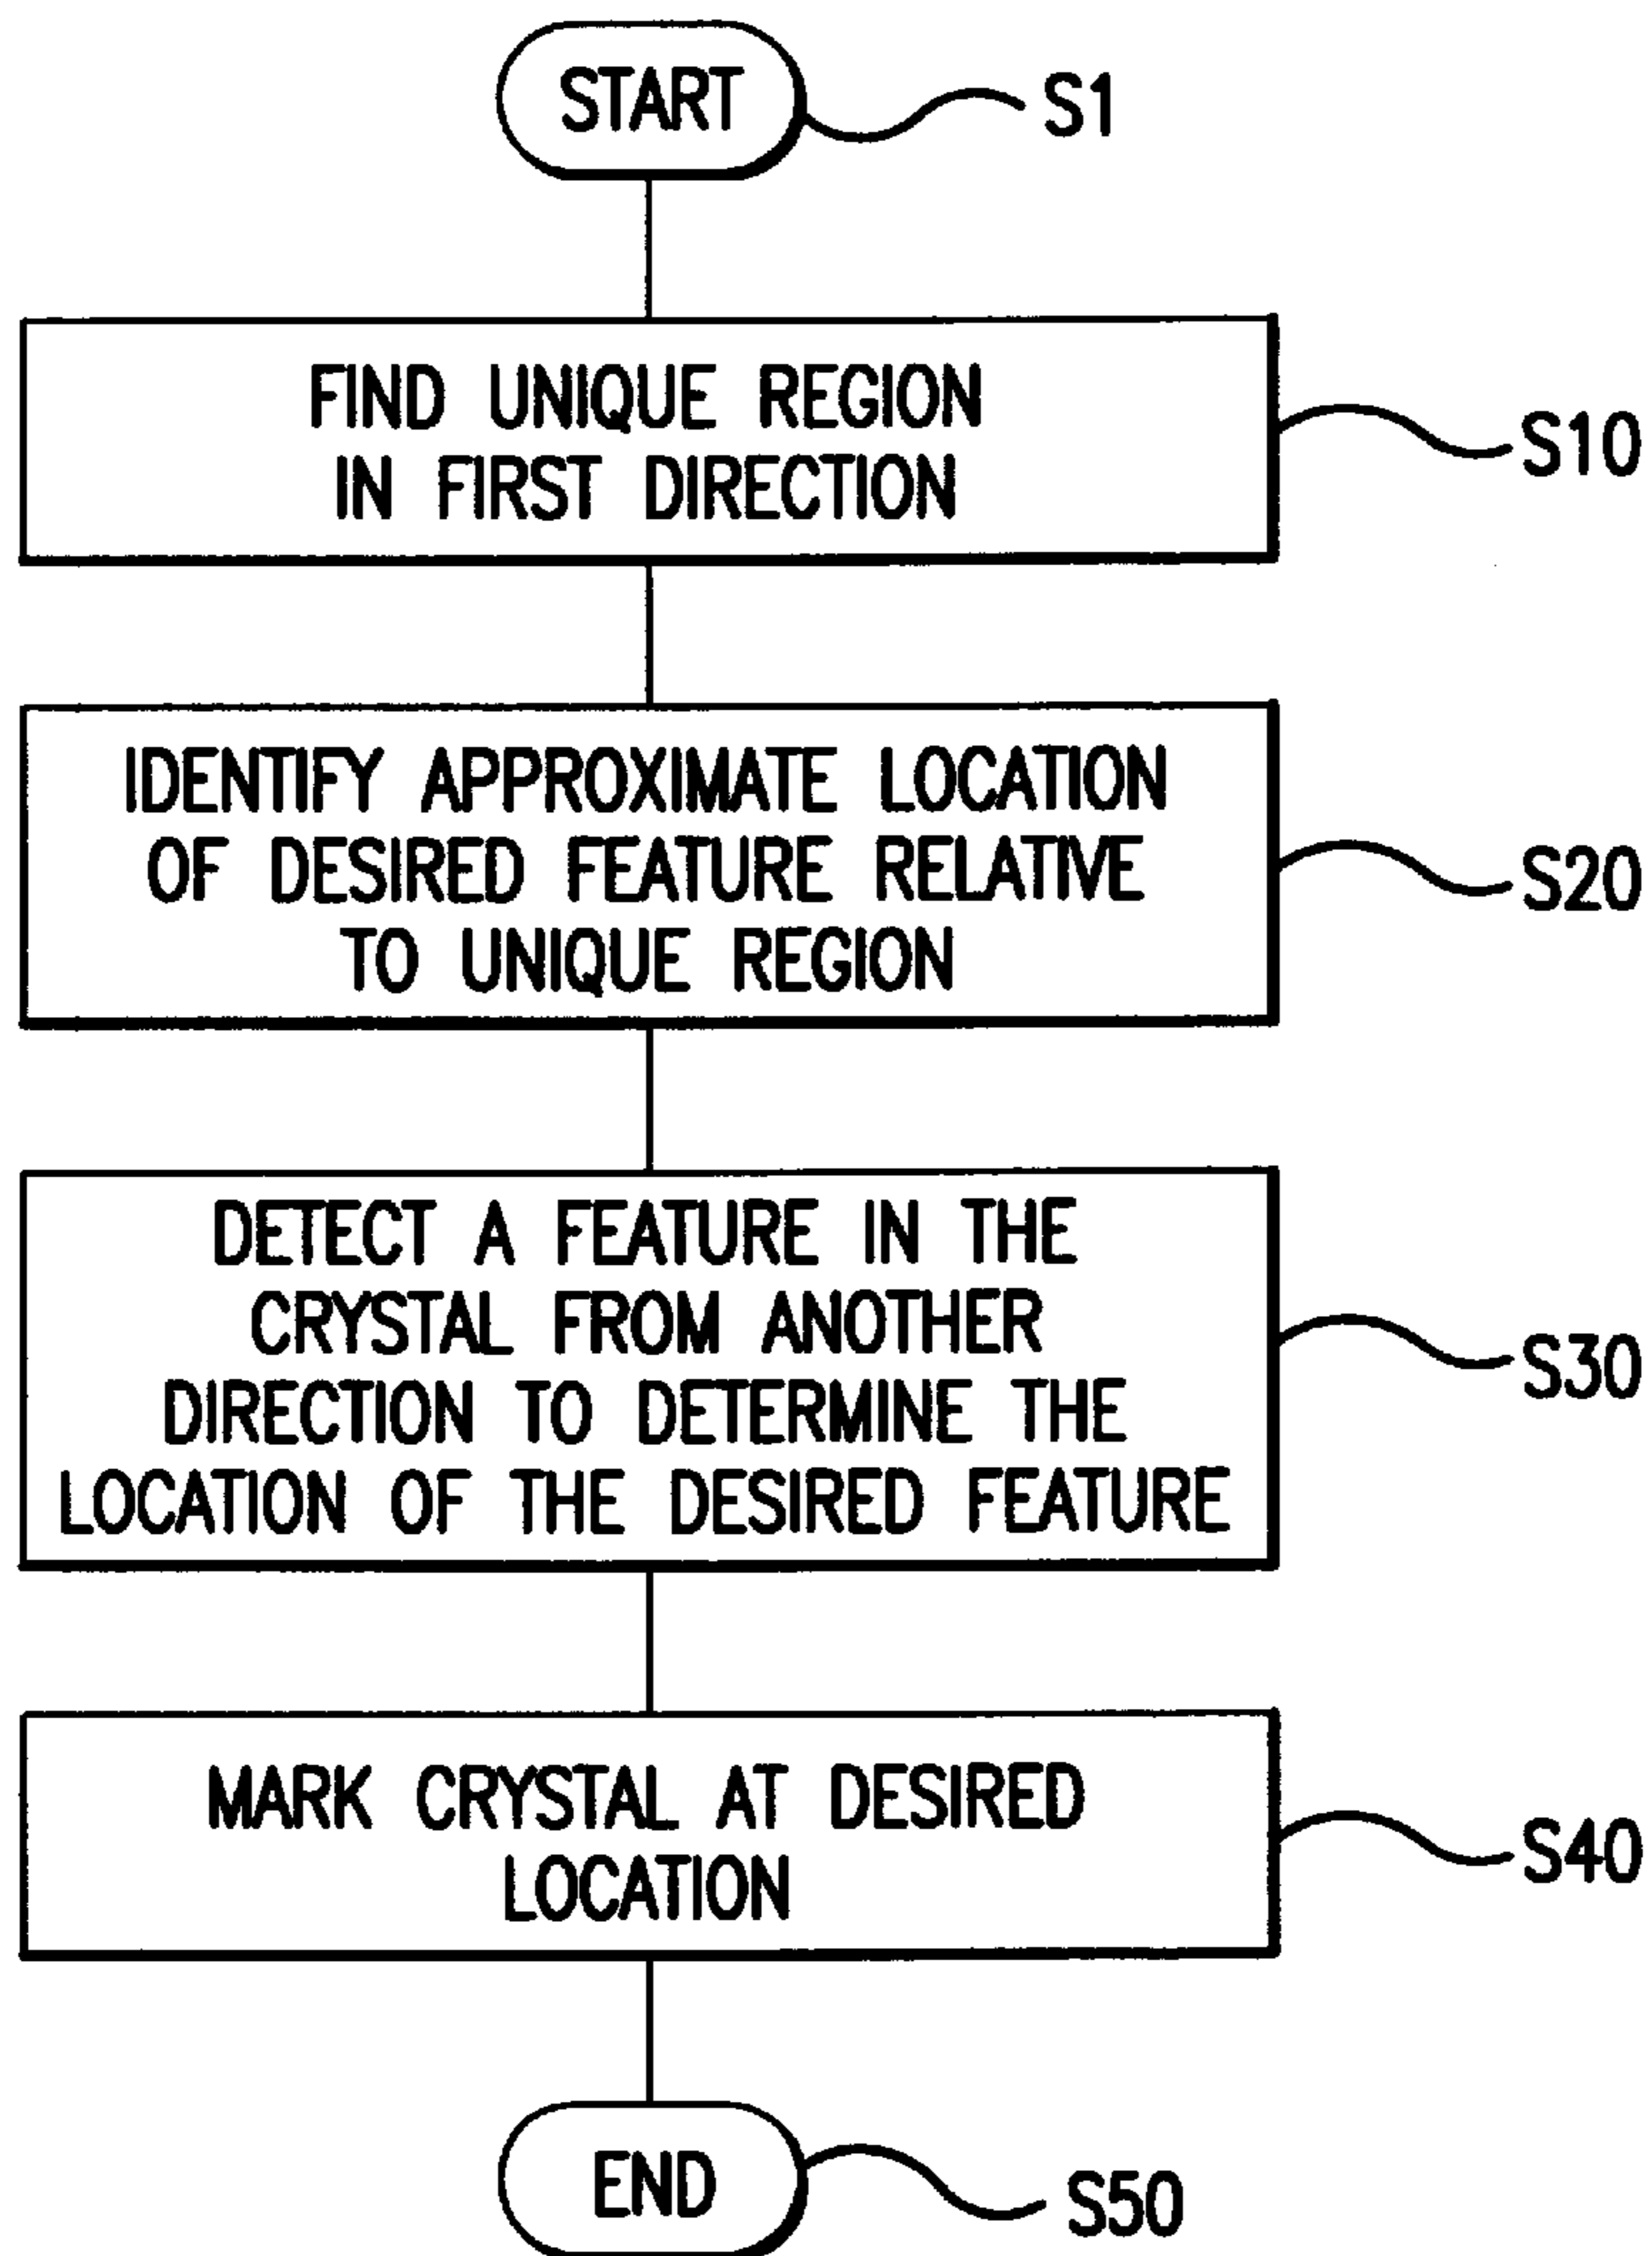 START
S1
FIND UNIQUE REGION
IN FIRST DIRECTION
S10
IDENTIFY APPROXIMATE LOCATION
OF DESIRED FEATURE RELATIVE
TO UNIQUE REGION
S20
DETECT A FEATURE IN THE
CRYSTAL FROM ANOTHER
DIRECTION TO DETERMINE THE
LOCATION OF THE DESIRED FEATURE
S30
MARK CRYSTAL AT DESIRED
LOCATION
S40
END
S50